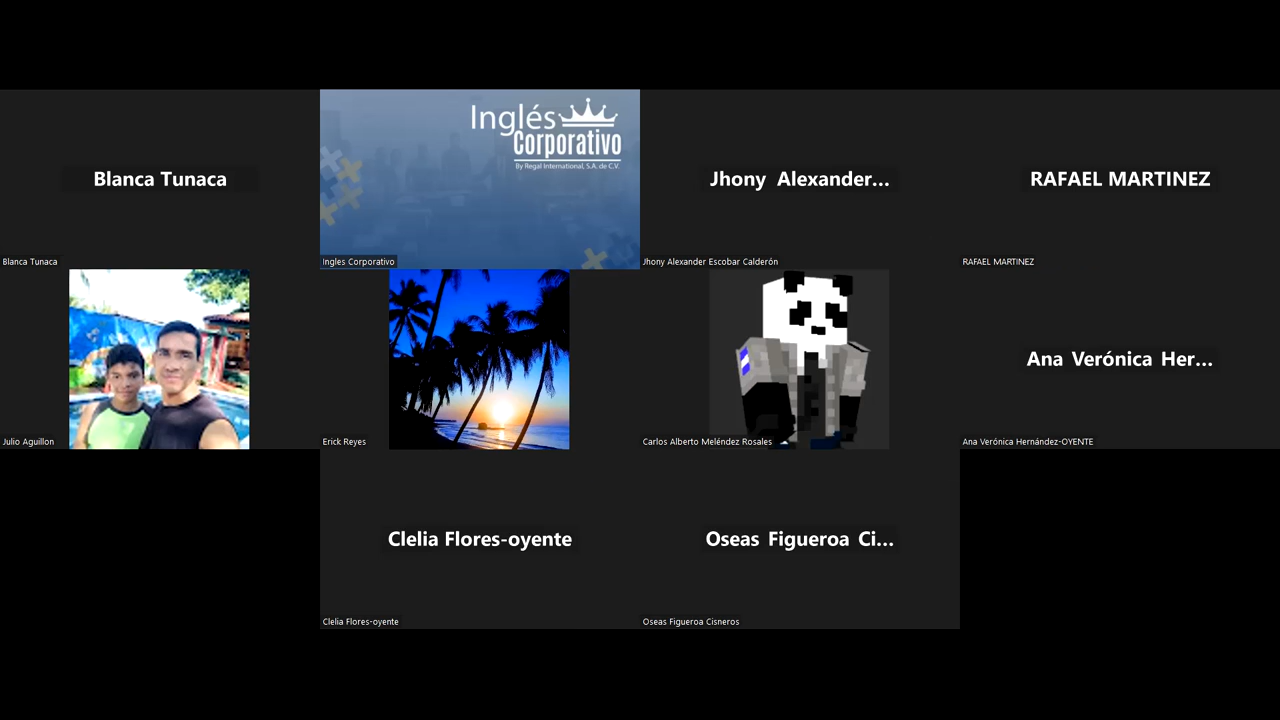 Blanca Tunaca
Inglés
Corporativo
By Regal International, S.A. de C.V.
Jhony Alexander...
RAFAEL MARTINEZ
Blanca Tunaca
Ingles Corporativo
Jhony Alexander Escobar Calderón
RAFAEL MARTINEZ
Ana Verónica Her...
Julio Aguillon
Erick Reyes
Carlos Alberto Meléndez Rosales
Ana Verónica Hernández-OYENTE
Clelia Flores-oyente
Oseas Figueroa Ci...
Clelia Flores-oyente
Oseas Figueroa Cisneros